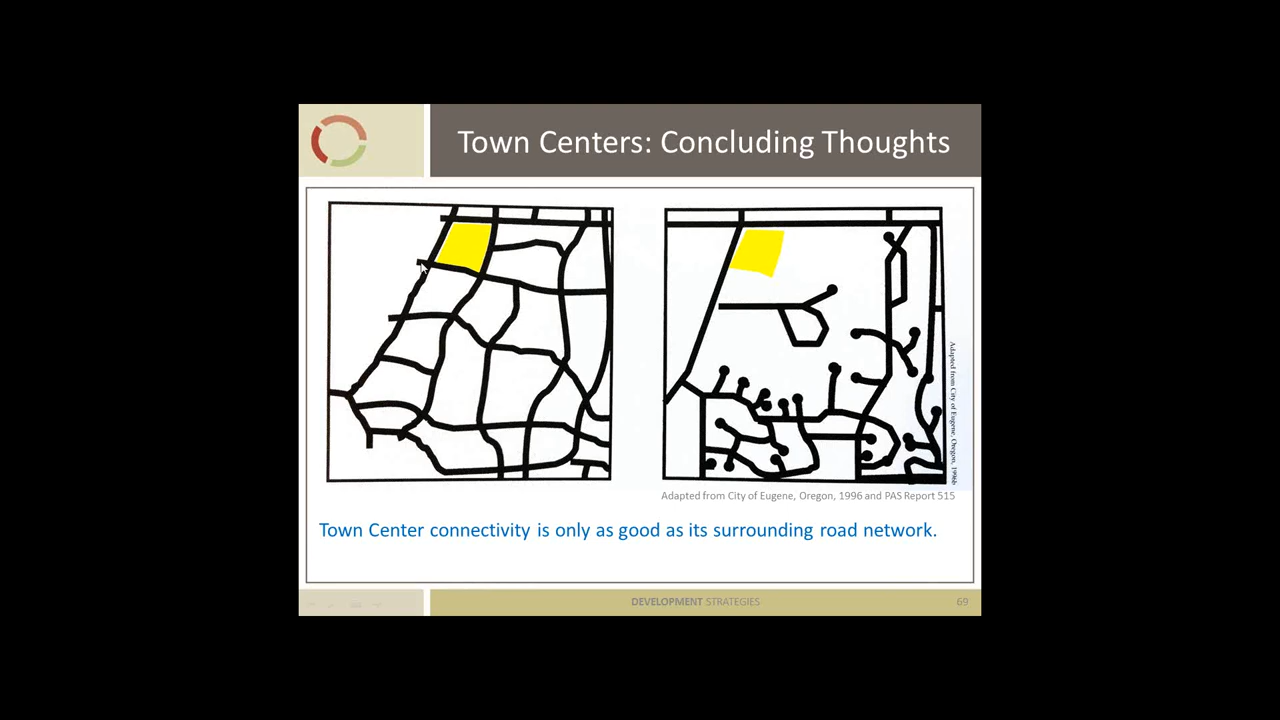 Town Centers: Concluding Thoughts
Adapted from City of Eugene, Oregon, 1996b
Adapted from City of Eugene, Oregon, 1996 and PAS Report 515
Town Center connectivity is only as good as its surrounding road network.
DEVELOPMENT STRATEGIES
69